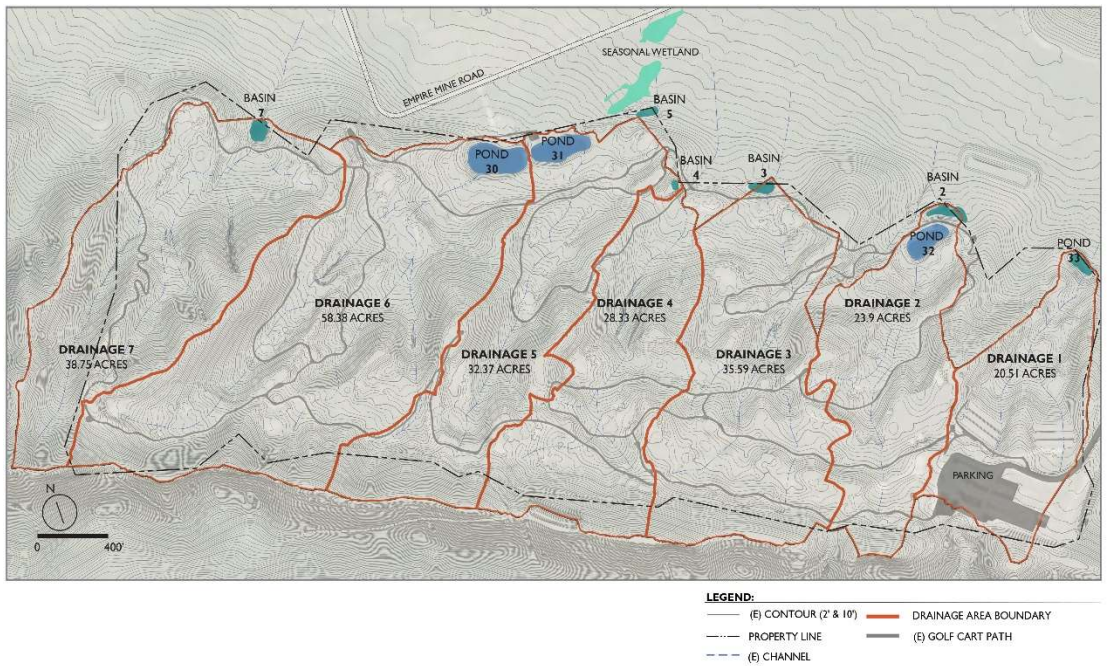 SEASONAL WETLAND
EMPIRE MINE ROAD
BASIN
7
BASIN
5
POND
30
POND
31
BASIN
4
BASIN
3
BASIN
2
POND
32
POND
33
DRAINAGE 7
38.75 ACRES
DRAINAGE 6
58.38 ACRES
DRAINAGE 5
32.37 ACRES
DRAINAGE 4
28.33 ACRES
DRAINAGE 3
35.59 ACRES
DRAINAGE 2
23.9 ACRES
DRAINAGE 1
20.51 ACRES
PARKING
N
0 400'
LEGEND:
(E) CONTOUR (2' & 10')
DRAINAGE AREA BOUNDARY
PROPERTY LINE
(E) GOLF CART PATH
(E) CHANNEL